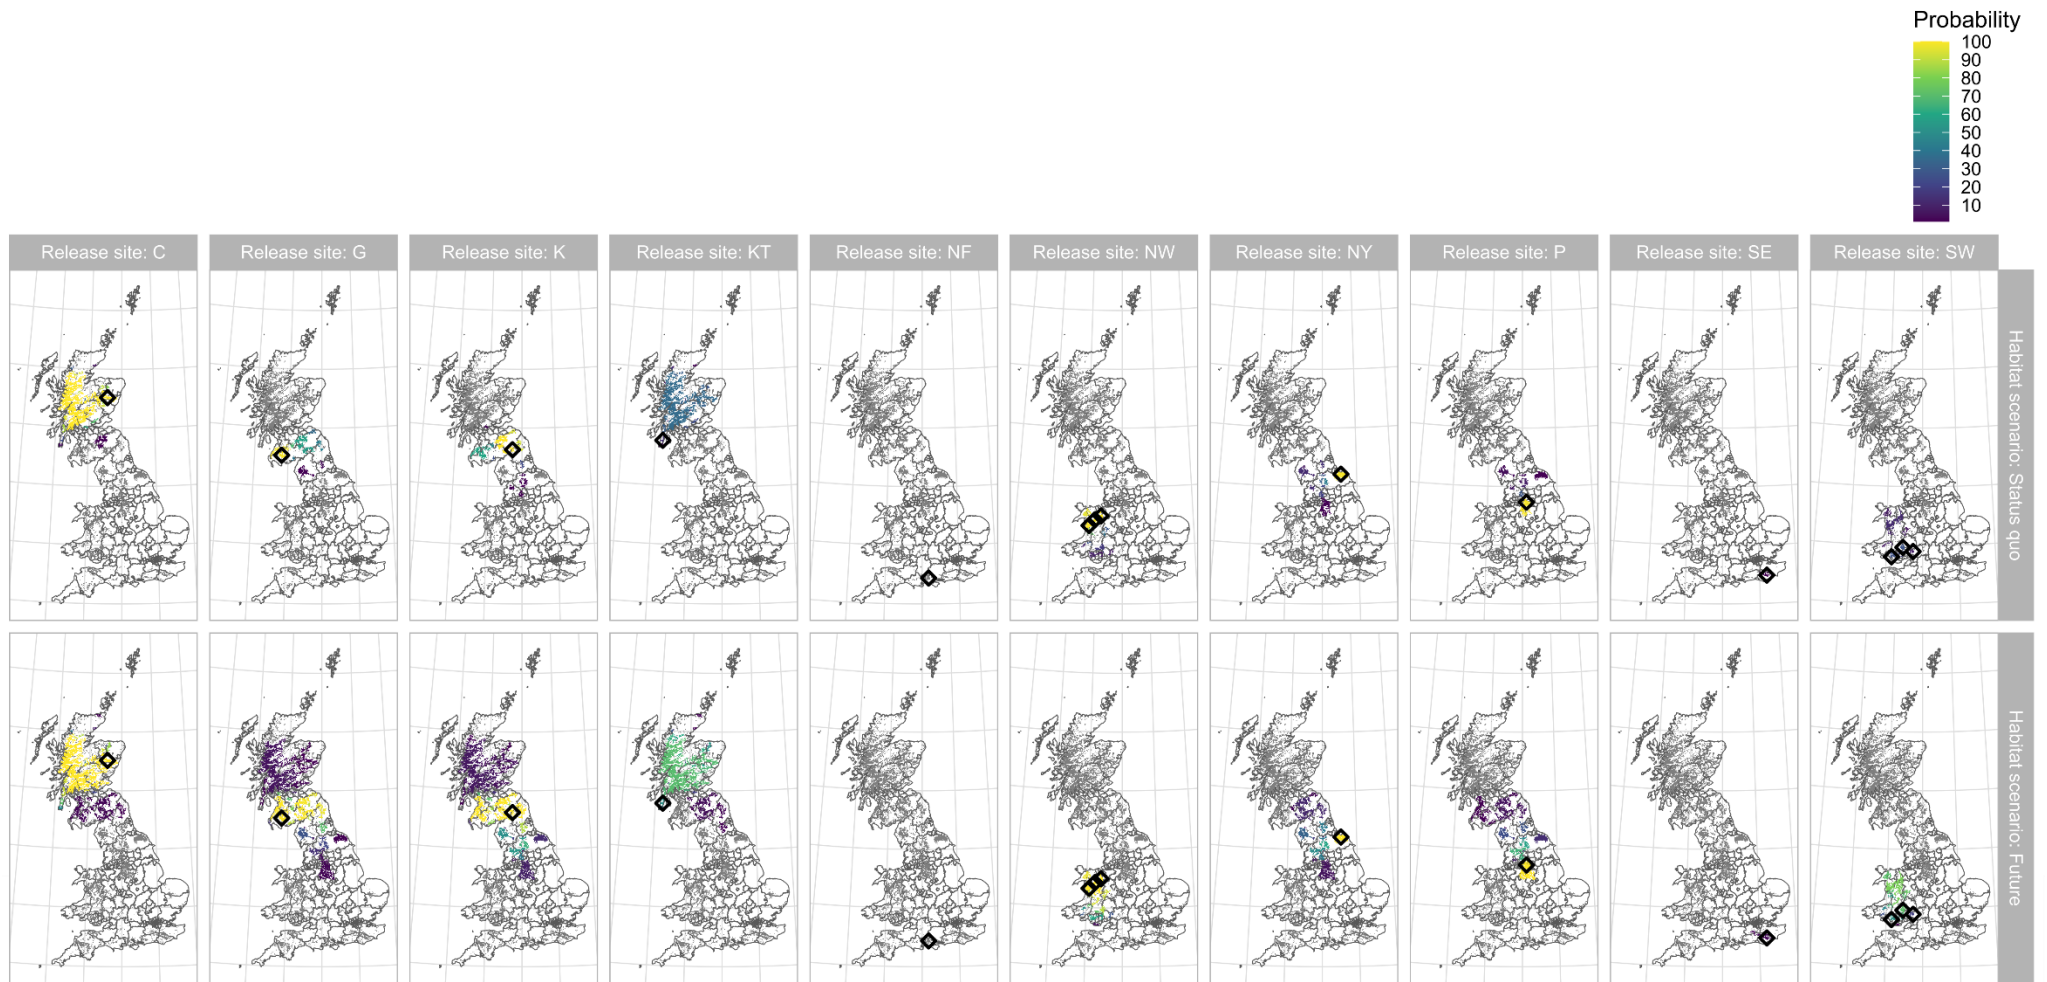 Probability
100
90
80
70
60
50
40
30
20
10
Release site: C
Release site: G
Release site: K
Release site: KT
Release site: NF
Release site: NW
Release site: NY
Release site: P
Release site: SE
Release site: SW
Habitat scenario: Status quo
Habitat scenario: Future